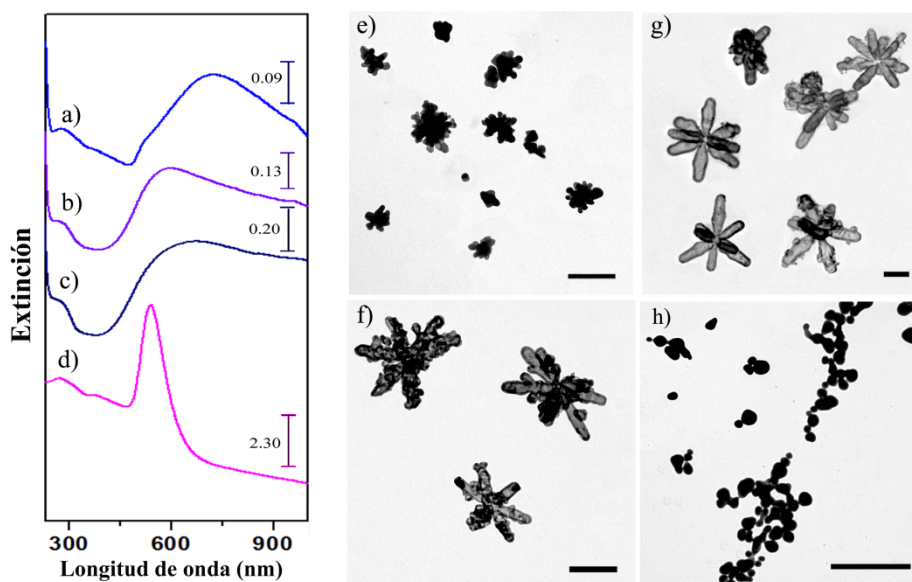 Extinción
a)
0.09
b)
0.13
c)
0.20
d)
2.30
300 600 900
Longitud de onda (nm)
e)
f)
g)
h)